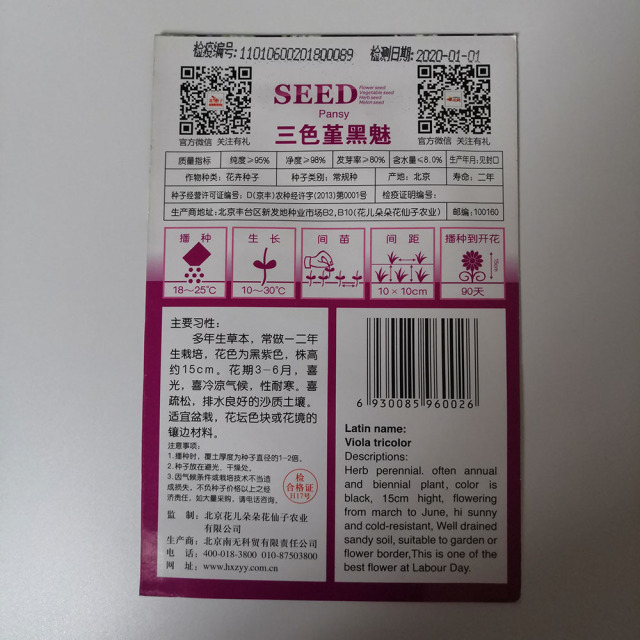 检疫编号:11010600201800089 检测日期:2020-01-01
SEED
Flower seed
Vegetable seed
Herb seed
Melon seed
Pansy
三色堇黑魅
官方微信 关注有礼
官方微信 关注有礼
质量指标 纯度≥95% 净度≥98% 发芽率≥80% 含水量≤8.0% 生产年月:见封口
作物种类: 花卉种子 种子类别: 常规种 产地: 北京 寿命: 二年
种子经营许可证编号: D(京丰)农种经许字(2013)第0001号 检疫证明编号:
生产商地址:北京丰台区新发地种业市场B2,B10(花儿朵朵花仙子农业) 邮编:100160
播种 生长 间苗 间距 播种到开花
15cm
18～25℃ 10～30℃ 10×10cm 90天
主要习性:
多年生草本，常做一二年
生栽培，花色为黑紫色，株高
约15cm。花期3-6月，喜
光，喜冷凉气候，性耐寒。喜
疏松，排水良好的沙质土壤。
适宜盆栽，花坛色块或花境的
镶边材料。
注意事项:
1.播种时，覆土厚度为种子直径的1-2倍。
2.种子放在避光、干燥处。
3.因气候条件或栽培技术不当造
成损失，不负种子价格以上之经
济责任，如大量采购，请电话咨询。
检
合格证
H17号
监 制: 北京花儿朵朵花仙子农业
有限公司
生产商: 北京南无科贸有限责任公司
电 话: 400-018-3800 010-87503800
网 址: www.hxzyy.com.cn
6 930085 960026
Latin name:
Viola tricolor
Descriptions:
Herb perennial. often annual
and biennial plant, color is
black, 15cm hight, flowering
from march to June, hi sunny
and cold-resistant, Well drained
sandy soil, suitable to garden or
flower border,This is one of the
best flower at Labour Day.